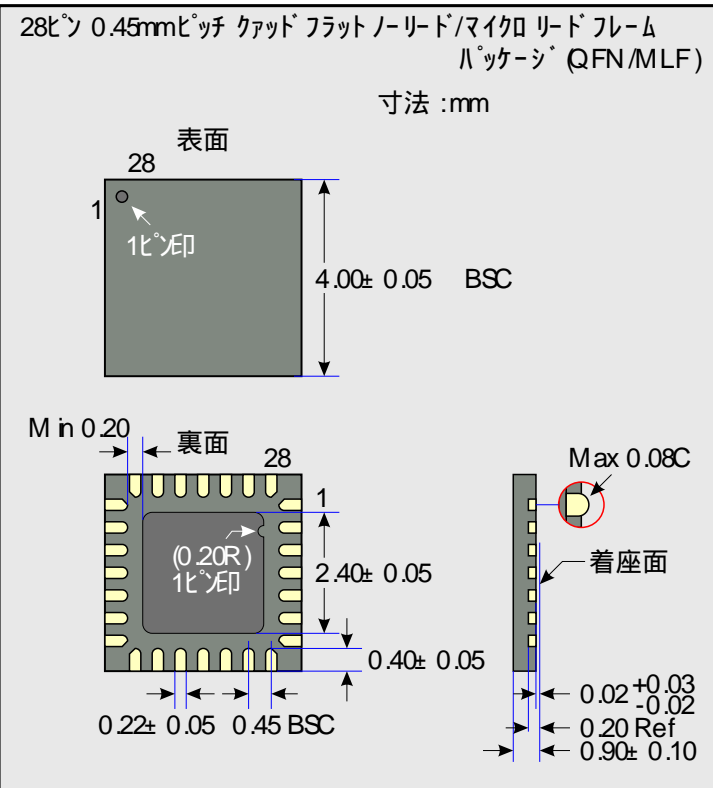 28ﾋﾟﾝ 0.45mmﾋﾟｯﾁ ｸｧｯﾄﾞ ﾌﾗｯﾄ ﾉｰﾘｰﾄﾞ/ﾏｲｸﾛ ﾘｰﾄﾞ ﾌﾚｰﾑ
ﾊﾟｯｹｰｼﾞ (QFN/MLF)
寸法 :mm
表面
28
1
1ﾋﾟﾝ印
4.00± 0.05 BSC
Min 0.20
裏面
28
1
(0.20R)
1ﾋﾟﾝ印
2.40± 0.05
0.40± 0.05
0.22± 0.05
0.45 BSC
Max 0.08C
着座面
0.02 +0.03
-0.02
0.20 Ref
0.90± 0.10